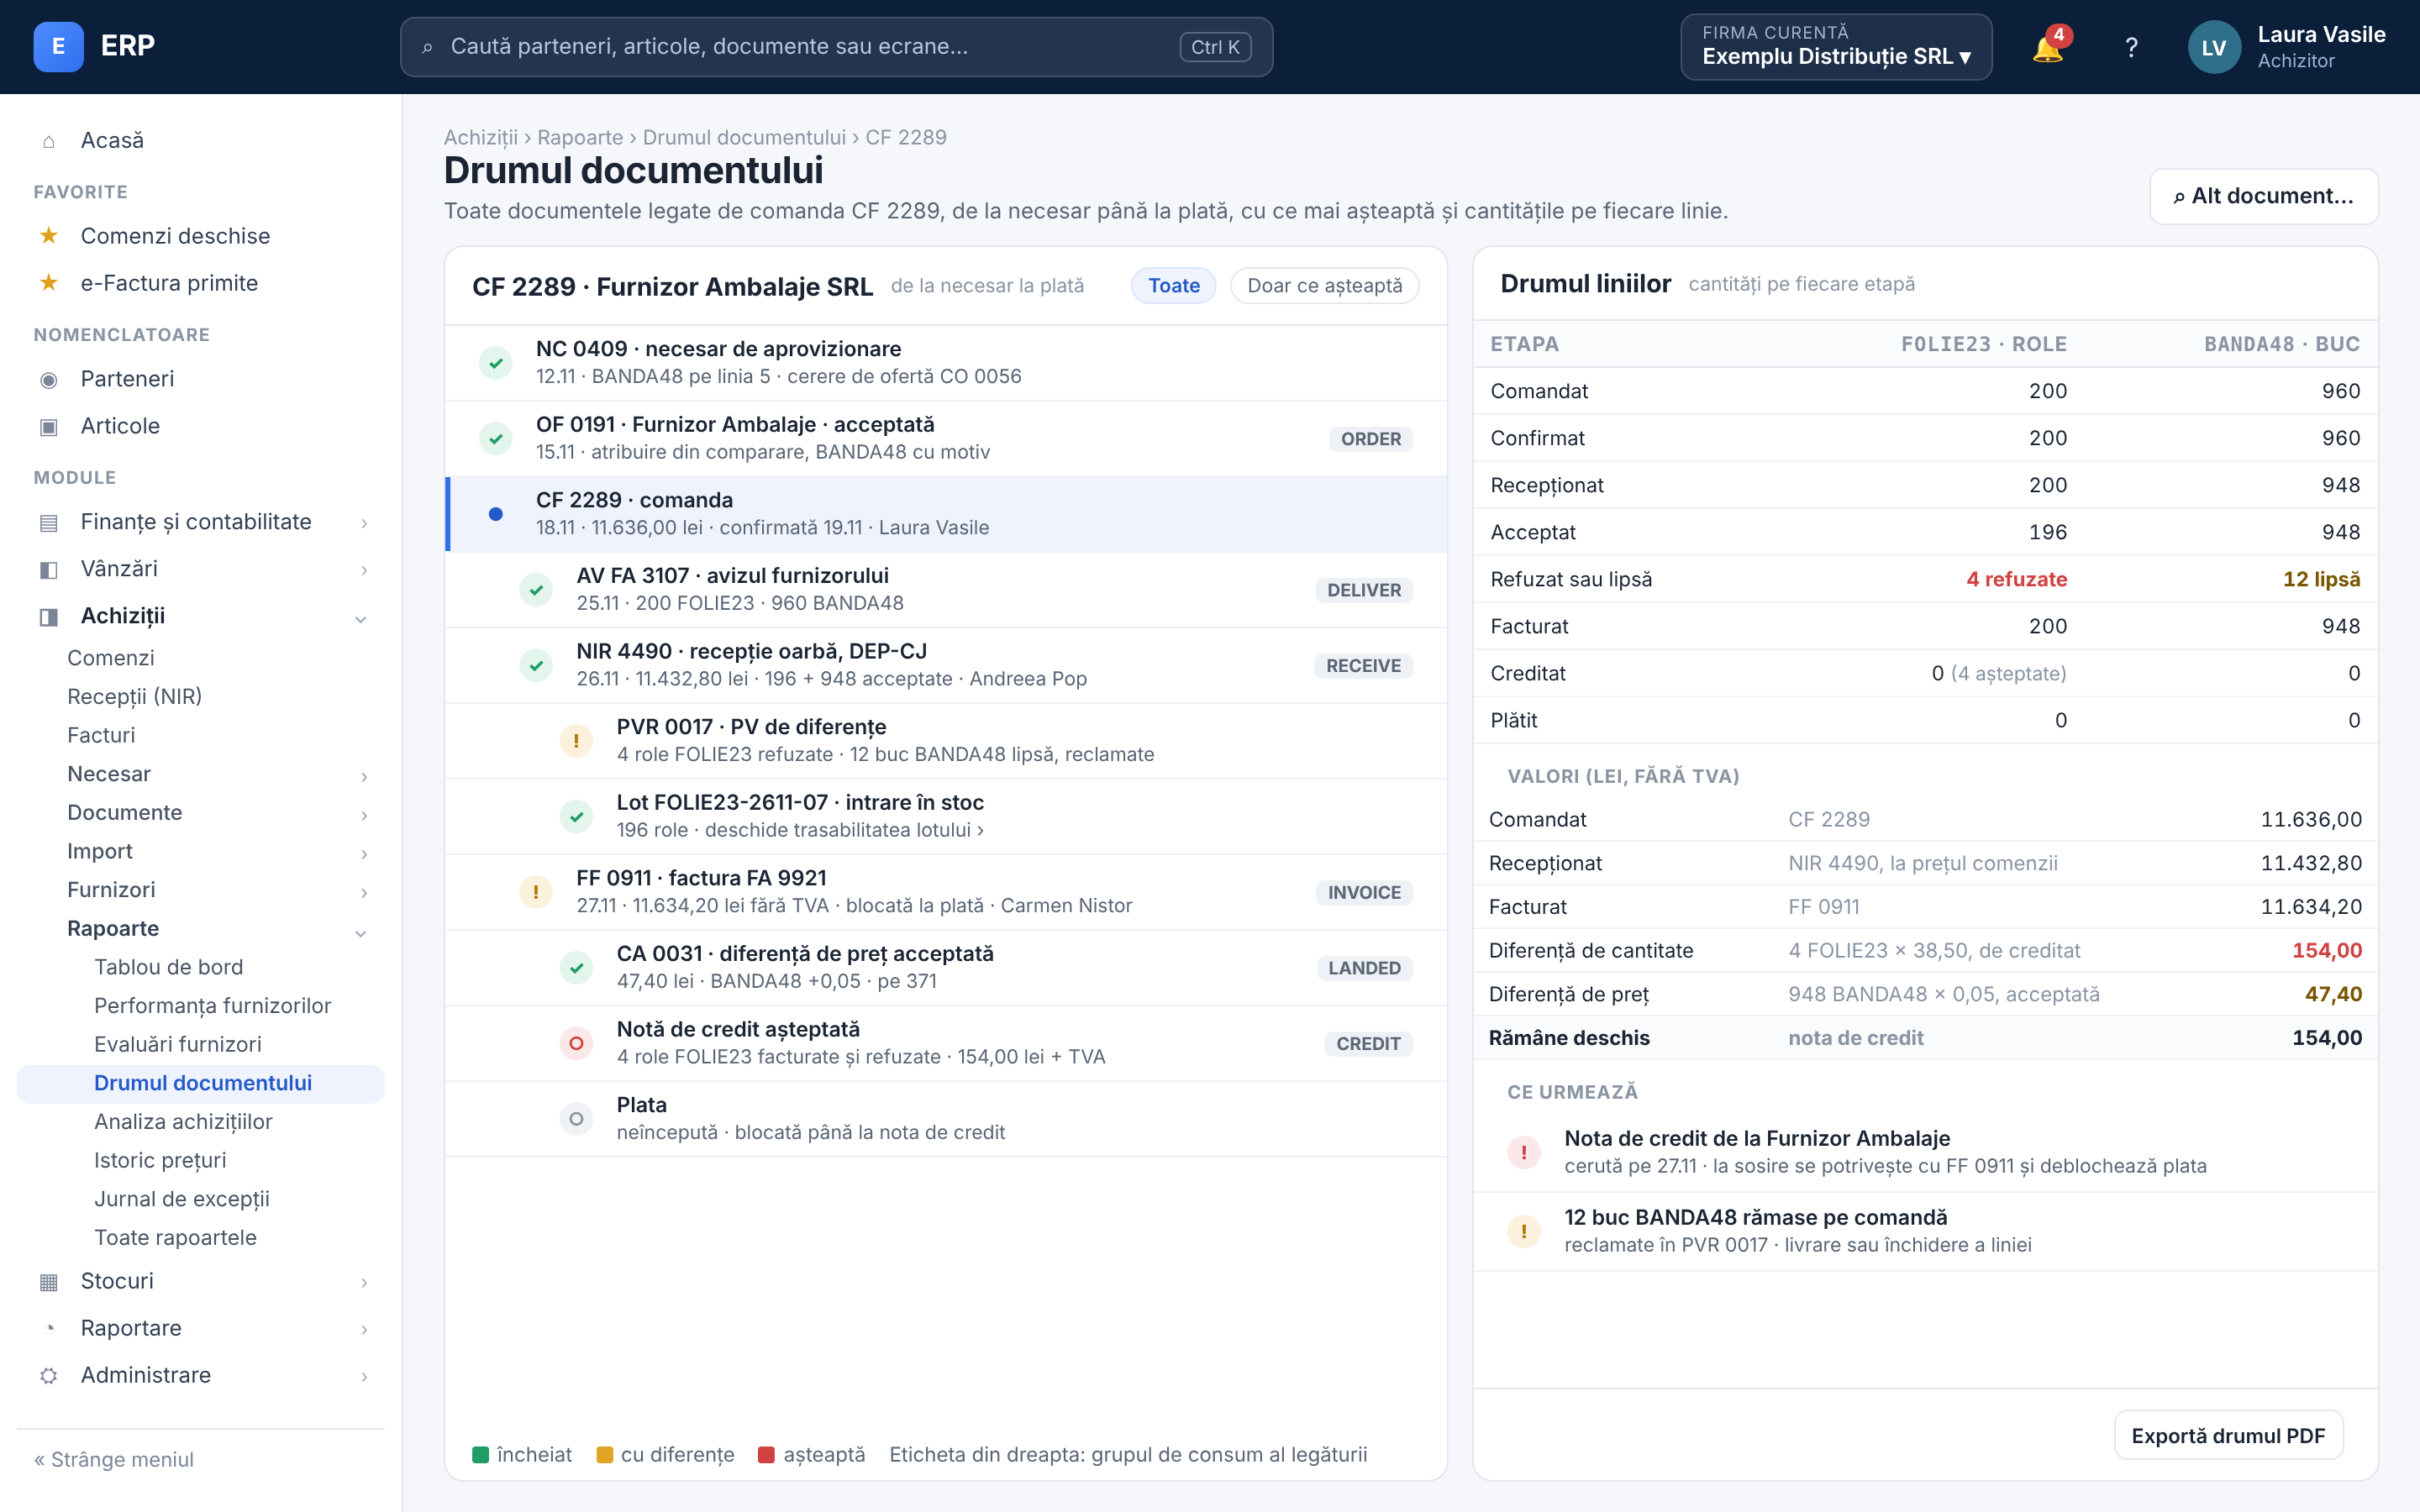 E ERP
Caută parteneri, articole, documente sau ecrane... Ctrl K
FIRMA CURENTĂ
Exemplu Distribuție SRL ▾
4
?
LV
Laura Vasile
Achizitor
Acasă
FAVORITE
★ Comenzi deschise
★ e-Factura primite
NOMENCLATOARE
Parteneri
Articole
MODULE
Finanțe și contabilitate ›
Vânzări ›
Achiziții
Comenzi
Recepții (NIR)
Facturi
Necesar ›
Documente ›
Import ›
Furnizori ›
Rapoarte
Tablou de bord
Performanța furnizorilor
Evaluări furnizori
Drumul documentului
Analiza achizițiilor
Istoric prețuri
Jurnal de excepții
Toate rapoartele
Stocuri ›
Raportare ›
Administrare ›
« Strânge meniul
Achiziții › Rapoarte › Drumul documentului › CF 2289
Drumul documentului
Toate documentele legate de comanda CF 2289, de la necesar până la plată, cu ce mai așteaptă și cantitățile pe fiecare linie.
Alt document...
CF 2289 · Furnizor Ambalaje SRL de la necesar la plată Toate Doar ce așteaptă
NC 0409 · necesar de aprovizionare
12.11 · BANDA48 pe linia 5 · cerere de ofertă CO 0056
OF 0191 · Furnizor Ambalaje · acceptată
15.11 · atribuire din comparare, BANDA48 cu motiv
ORDER
CF 2289 · comanda
18.11 · 11.636,00 lei · confirmată 19.11 · Laura Vasile
AV FA 3107 · avizul furnizorului
25.11 · 200 FOLIE23 · 960 BANDA48
DELIVER
NIR 4490 · recepție oarbă, DEP-CJ
26.11 · 11.432,80 lei · 196 + 948 acceptate · Andreea Pop
RECEIVE
! PVR 0017 · PV de diferențe
4 role FOLIE23 refuzate · 12 buc BANDA48 lipsă, reclamate
Lot FOLIE23-2611-07 · intrare în stoc
196 role · deschide trasabilitatea lotului ›
! FF 0911 · factura FA 9921
27.11 · 11.634,20 lei fără TVA · blocată la plată · Carmen Nistor
INVOICE
CA 0031 · diferență de preț acceptată
47,40 lei · BANDA48 +0,05 · pe 371
LANDED
Notă de credit așteptată
4 role FOLIE23 facturate și refuzate · 154,00 lei + TVA
CREDIT
Plata
neîncepută · blocată până la nota de credit
încheiat cu diferențe așteaptă Eticheta din dreapta: grupul de consum al legăturii
Drumul liniilor cantități pe fiecare etapă
ETAPA FOLIE23 · ROLE BANDA48 · BUC
Comandat 200 960
Confirmat 200 960
Recepționat 200 948
Acceptat 196 948
Refuzat sau lipsă 4 refuzate 12 lipsă
Facturat 200 948
Creditat 0 (4 așteptate) 0
Plătit 0 0
VALORI (LEI, FĂRĂ TVA)
Comandat CF 2289 11.636,00
Recepționat NIR 4490, la prețul comenzii 11.432,80
Facturat FF 0911 11.634,20
Diferență de cantitate 4 FOLIE23 × 38,50, de creditat 154,00
Diferență de preț 948 BANDA48 × 0,05, acceptată 47,40
Rămâne deschis nota de credit 154,00
CE URMEAZĂ
! Nota de credit de la Furnizor Ambalaje
cerută pe 27.11 · la sosire se potrivește cu FF 0911 și deblochează plata
! 12 buc BANDA48 rămase pe comandă
reclamate în PVR 0017 · livrare sau închidere a liniei
Exportă drumul PDF